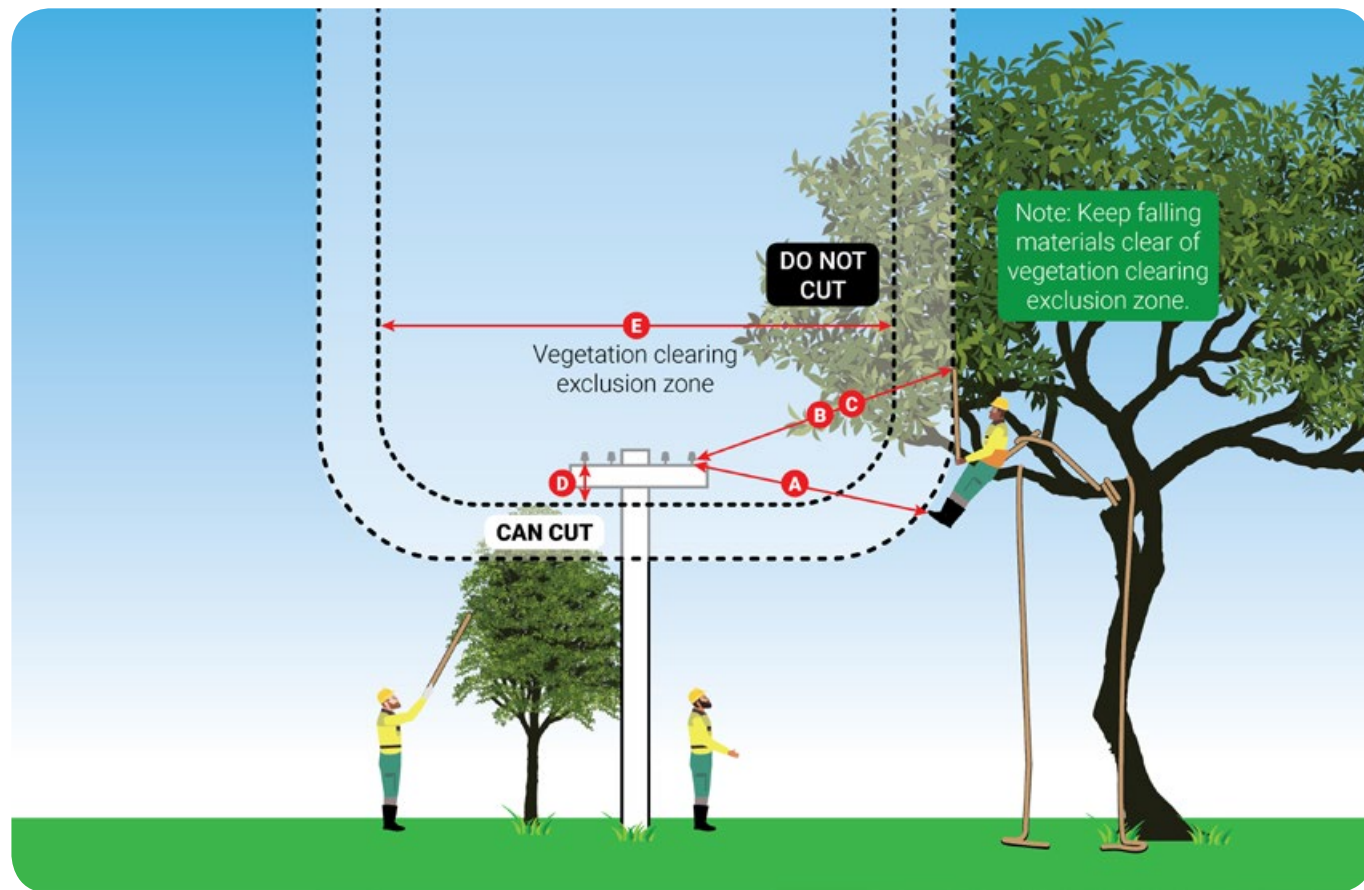 Note: Keep falling
materials clear of
vegetation clearing
exclusion zone.
DO NOT
CUT
E
Vegetation clearing
exclusion zone
B
C
D
A
CAN CUT